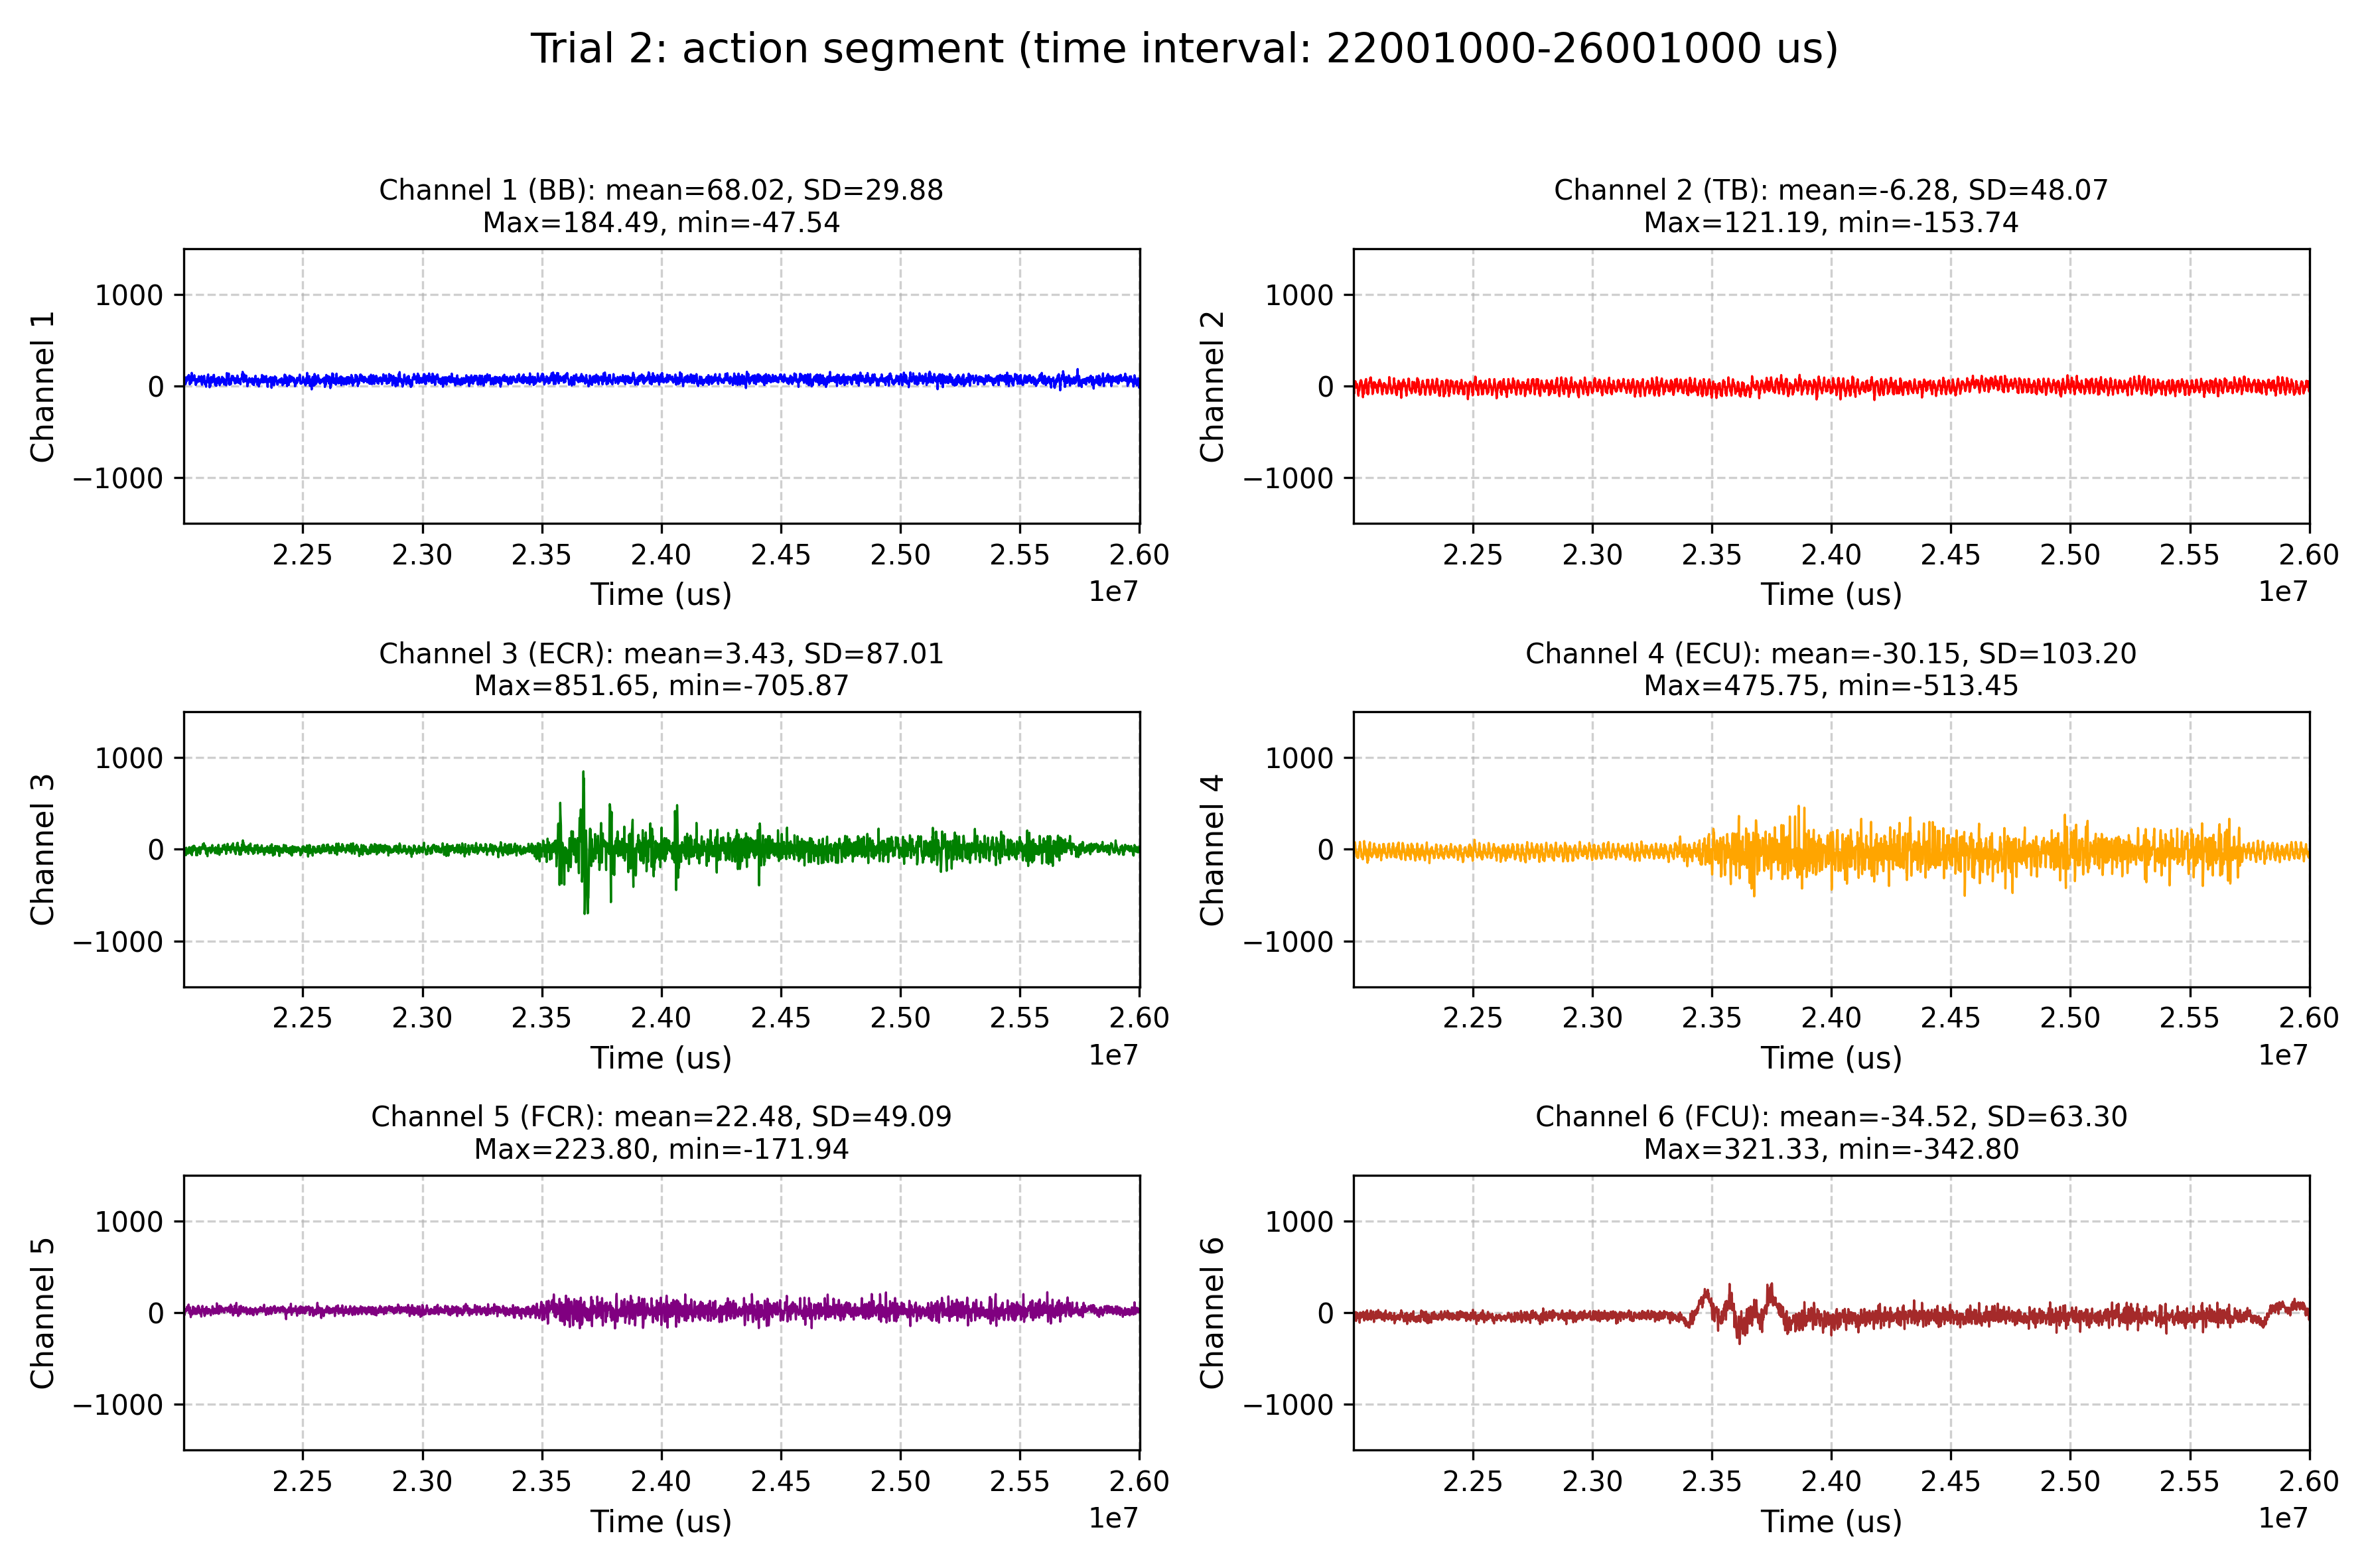 Trial 2: action segment (time interval: 22001000-26001000 us)
Channel 1 (BB): mean=68.02, SD=29.88
Max=184.49, min=-47.54
Channel 1
1000
0
−1000
2.25 2.30 2.35 2.40 2.45 2.50 2.55 2.60
Time (us)
1e7
Channel 2 (TB): mean=-6.28, SD=48.07
Max=121.19, min=-153.74
Channel 2
1000
0
−1000
2.25 2.30 2.35 2.40 2.45 2.50 2.55 2.60
Time (us)
1e7
Channel 3 (ECR): mean=3.43, SD=87.01
Max=851.65, min=-705.87
Channel 3
1000
0
−1000
2.25 2.30 2.35 2.40 2.45 2.50 2.55 2.60
Time (us)
1e7
Channel 4 (ECU): mean=-30.15, SD=103.20
Max=475.75, min=-513.45
Channel 4
1000
0
−1000
2.25 2.30 2.35 2.40 2.45 2.50 2.55 2.60
Time (us)
1e7
Channel 5 (FCR): mean=22.48, SD=49.09
Max=223.80, min=-171.94
Channel 5
1000
0
−1000
2.25 2.30 2.35 2.40 2.45 2.50 2.55 2.60
Time (us)
1e7
Channel 6 (FCU): mean=-34.52, SD=63.30
Max=321.33, min=-342.80
Channel 6
1000
0
−1000
2.25 2.30 2.35 2.40 2.45 2.50 2.55 2.60
Time (us)
1e7